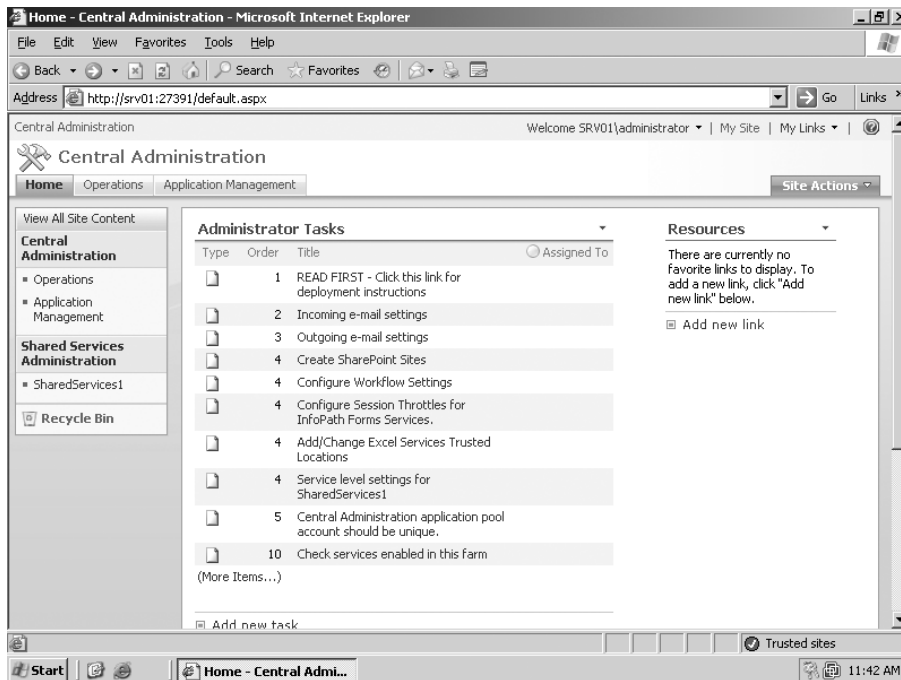 Home - Central Administration - Microsoft Internet Explorer
File Edit View Favorites Tools Help
Back Search Favorites
Address http://srv01:27391/default.aspx Go Links
Central Administration Welcome SRV01\administrator | My Site | My Links |
Central Administration
Home Operations Application Management Site Actions
View All Site Content
Central
Administration
Operations
Application
Management
Shared Services
Administration
SharedServices1
Recycle Bin
Administrator Tasks
Type Order Title Assigned To
1 READ FIRST - Click this link for
deployment instructions
2 Incoming e-mail settings
3 Outgoing e-mail settings
4 Create SharePoint Sites
4 Configure Workflow Settings
4 Configure Session Throttles for
InfoPath Forms Services.
4 Add/Change Excel Services Trusted
Locations
4 Service level settings for
SharedServices1
5 Central Administration application pool
account should be unique.
10 Check services enabled in this farm
(More Items...)
Add new task
Resources
There are currently no
favorite links to display. To
add a new link, click "Add
new link" below.
Add new link
Trusted sites
Start Home - Central Admi... 11:42 AM